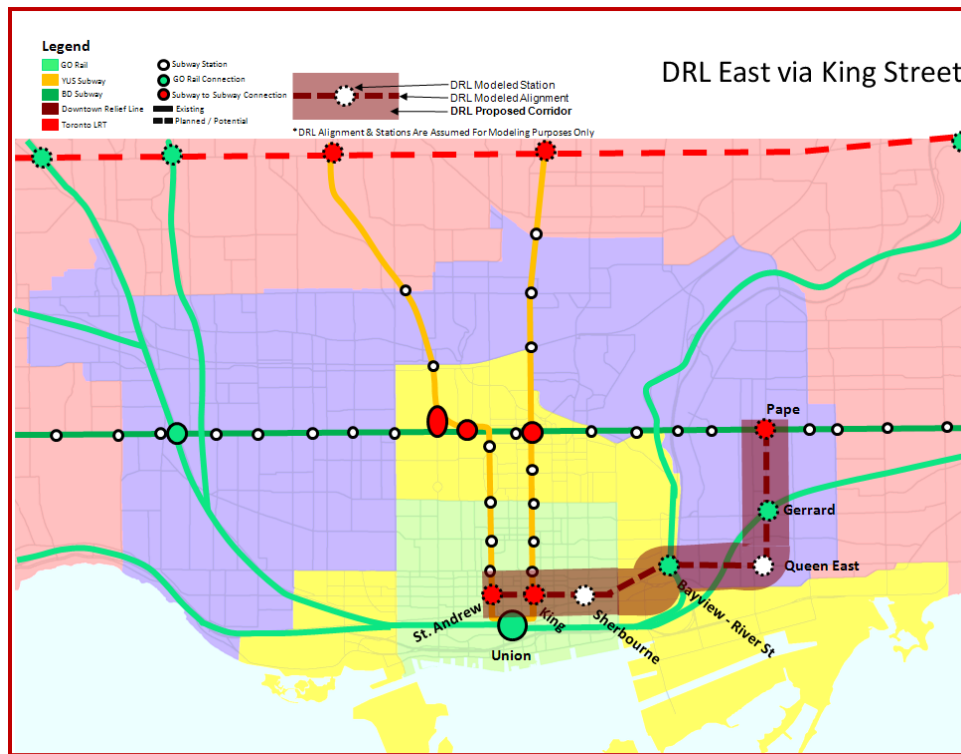 Legend
GO Rail
YUS Subway
BD Subway
Downtown Relief Line
Toronto LRT
Subway Station
GO Rail Connection
Subway to Subway Connection
Existing
Planned / Potential
DRL Modeled Station
DRL Modeled Alignment
DRL Proposed Corridor
*DRL Alignment & Stations Are Assumed For Modeling Purposes Only
DRL East via King Street
Pape
Gerrard
Queen East
Bayview - River St
Sherbourne
King
St. Andrew
Union